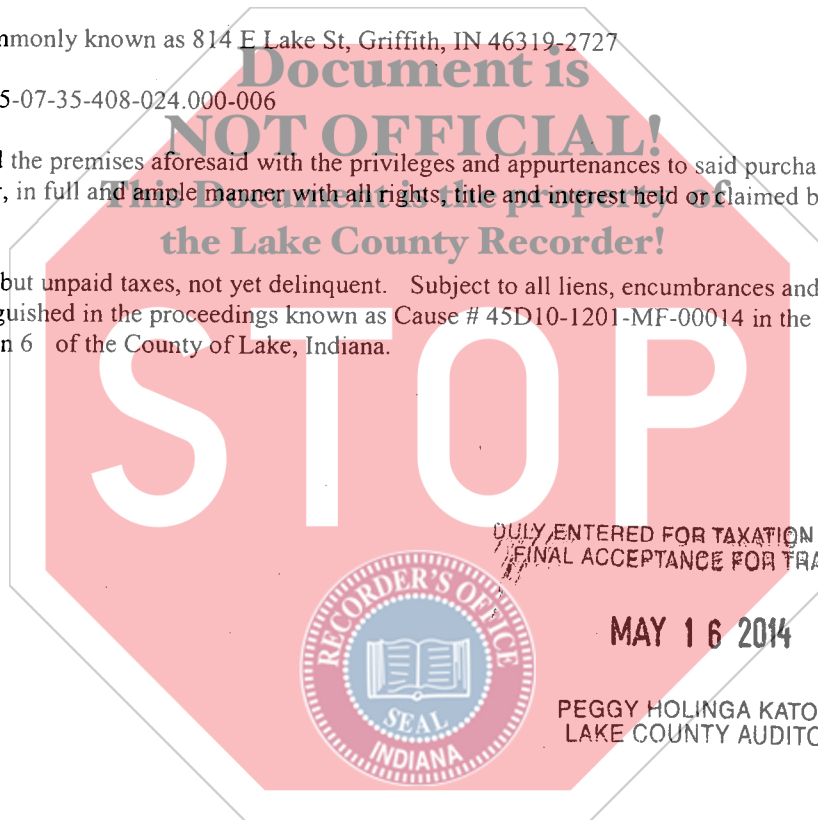 mmonly known as 814 E Lake St, Griffith, IN 46319-2727
Document is
5-07-35-408-024.000-006
NOT OFFICIAL!
the premises aforesaid with the privileges and appurtenances to said purcha
, in full and ample manner with all rights, title and interest held or claimed b
This Document is the property of
the Lake County Recorder!
but unpaid taxes, not yet delinquent. Subject to all liens, encumbrances and
guished in the proceedings known as Cause # 45D10-1201-MF-00014 in the
n 6 of the County of Lake, Indiana.
STOP
DULY ENTERED FOR TAXATION
FINAL ACCEPTANCE FOR TRA
RECORDER'S OFFICE
MAY 16 2014
SEAL
INDIANA
PEGGY HOLINGA KATO
LAKE COUNTY AUDITO